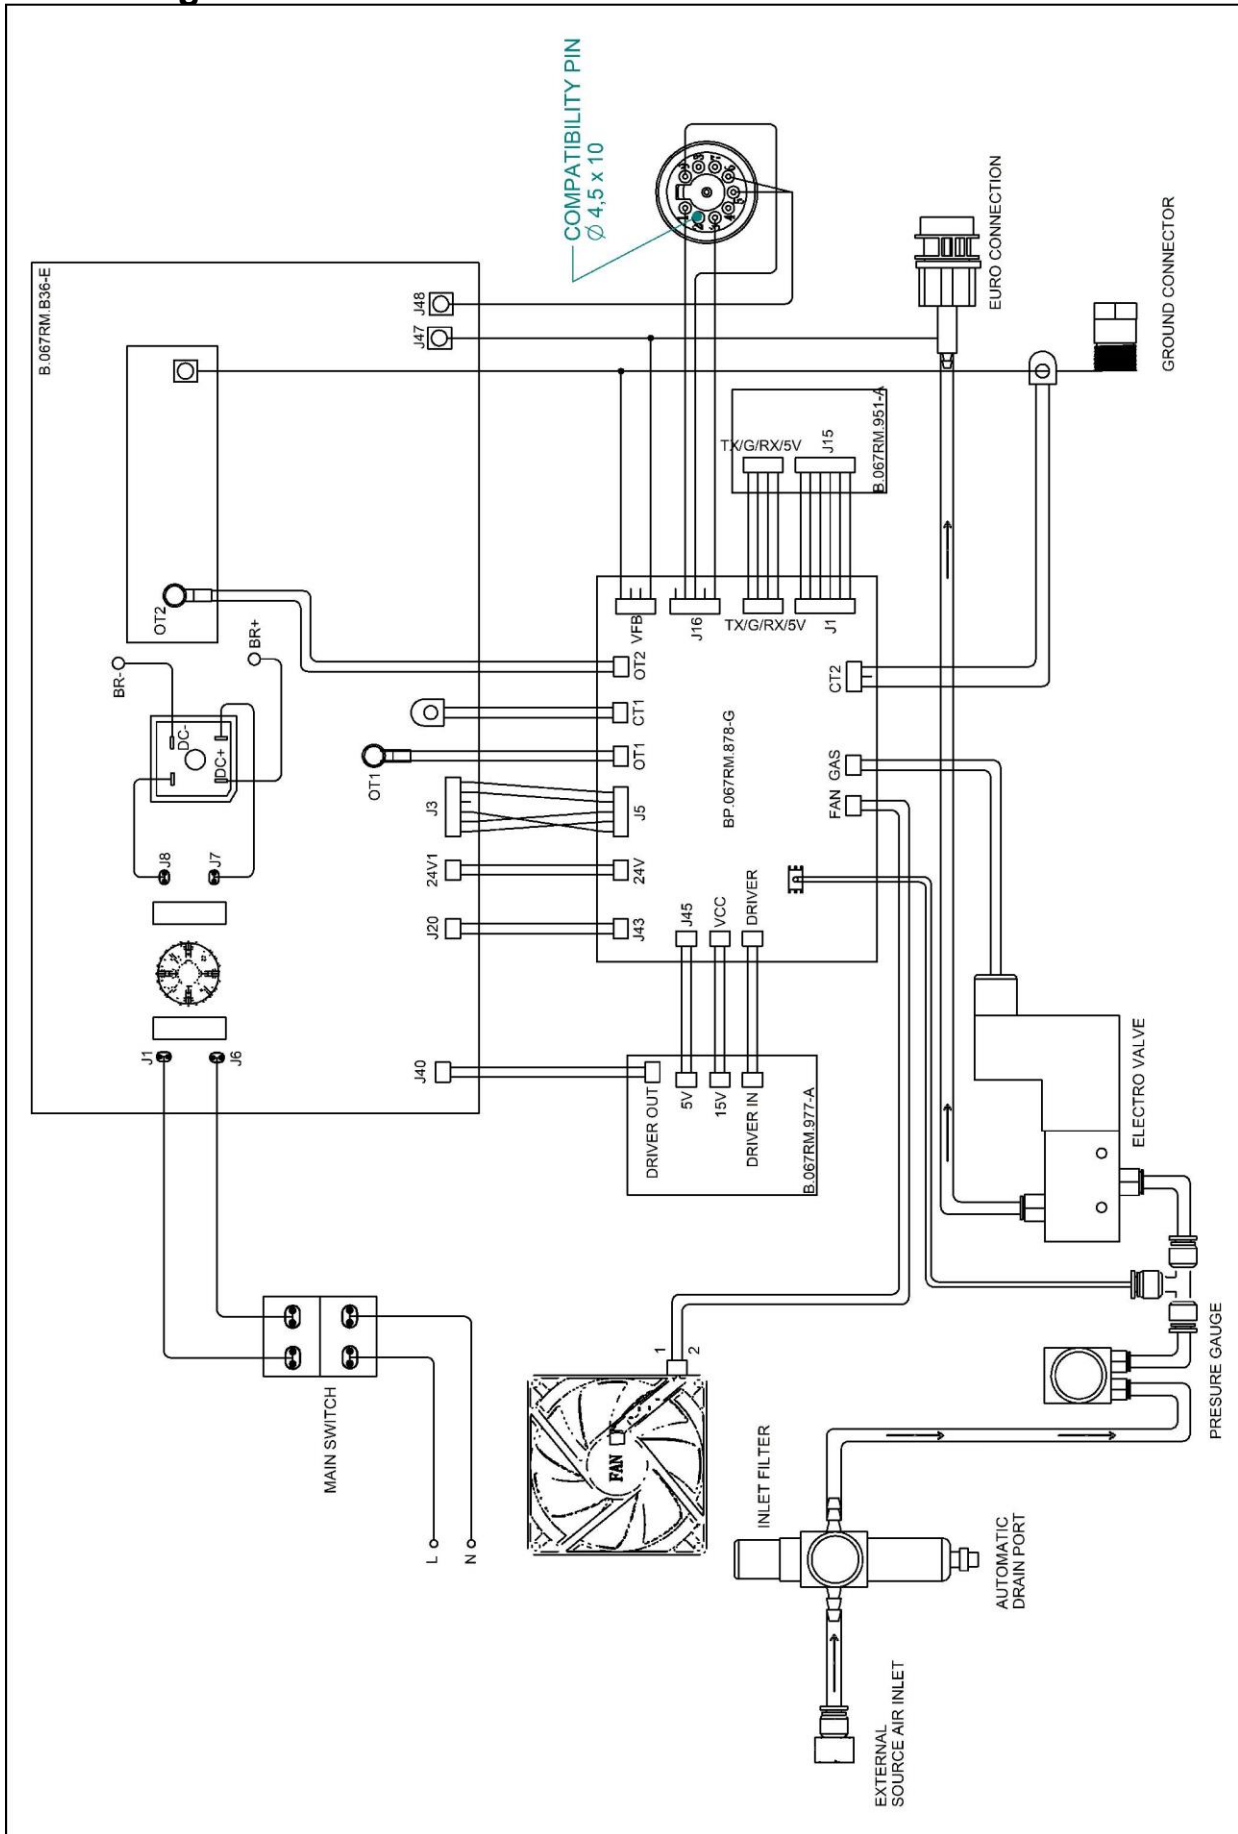 g
B.067RM.B36-E
COMPATIBILITY PIN
Ø 4,5 x 10
J48
J47
OT2
BR-
BR+
DC-
DC+
J8
J7
J1
J6
OT1
J3
24V1
J20
J40
EURO CONNECTION
GROUND CONNECTOR
TX/G/RX/5V
J15
B.067RM.951-A
VFB
J16
TX/G/RX/5V
J1
OT2
CT1
OT1
J5
24V
J43
CT2
GAS
FAN
BP.067RM.878-G
J45
VCC
DRIVER
DRIVER OUT
5V
15V
DRIVER IN
B.067RM.977-A
ELECTRO VALVE
MAIN SWITCH
L
N
1
2
FAN
PRESURE GAUGE
INLET FILTER
AUTOMATIC
DRAIN PORT
EXTERNAL
SOURCE AIR INLET